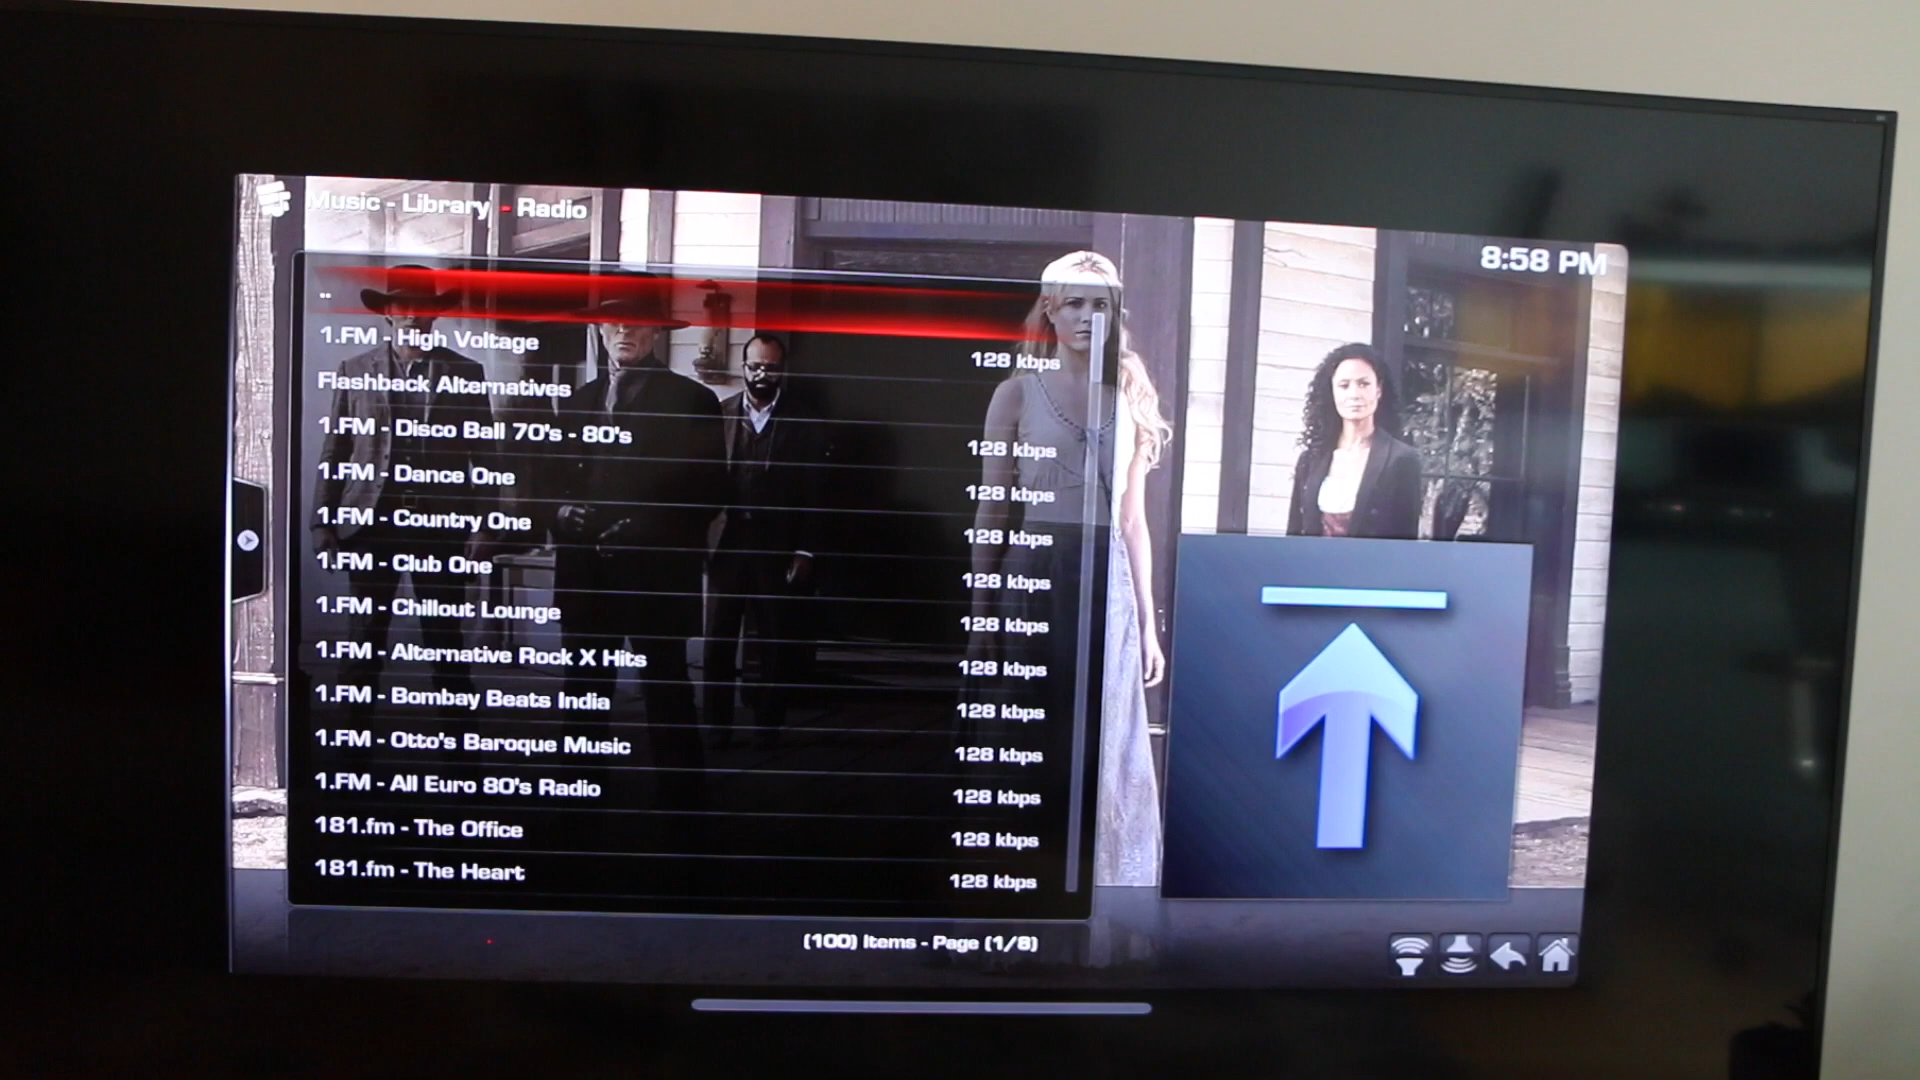 Music - Library - Radio
8:58 PM
..
1.FM - High Voltage 128 kbps
Flashback Alternatives
1.FM - Disco Ball 70's - 80's 128 kbps
1.FM - Dance One 128 kbps
1.FM - Country One 128 kbps
1.FM - Club One 128 kbps
1.FM - Chillout Lounge 128 kbps
1.FM - Alternative Rock X Hits 128 kbps
1.FM - Bombay Beats India 128 kbps
1.FM - Otto's Baroque Music 128 kbps
1.FM - All Euro 80's Radio 128 kbps
181.fm - The Office 128 kbps
181.fm - The Heart 128 kbps
(100) Items - Page (1/8)